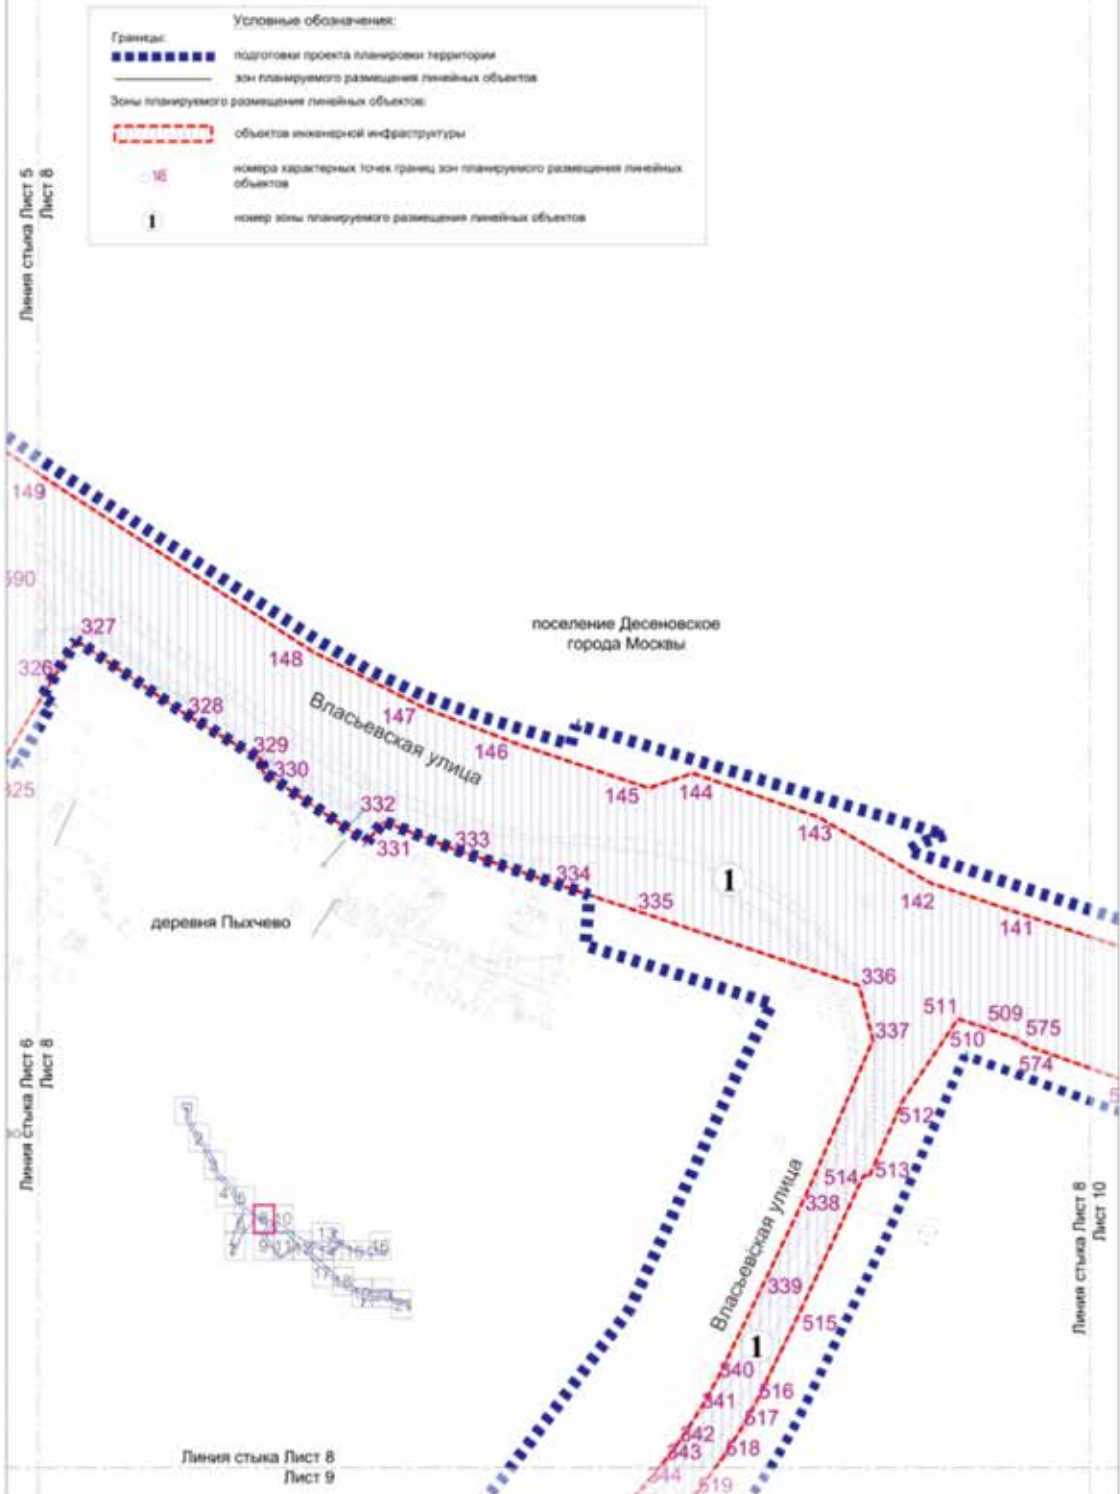 Условные обозначения:
Границы:
подготовки проекта планировки территории
зон планируемого размещения линейных объектов
Зоны планируемого размещения линейных объектов:
объектов инженерной инфраструктуры
номера характерных точек границ зон планируемого размещения линейных
объектов
1
номер зоны планируемого размещения линейных объектов
Линия стыка Лист 5
Лист 8
149
327
148
поселение Десеновское
города Москвы
326
328
147
Власьевская улица
146
329
330
145
144
332
331
333
143
334
1
142
335
141
деревня Пыхчево
336
337
511
509
575
510
574
512
Линия стыка Лист 6
Лист 8
514
513
338
Власьевская улица
339
515
1
340
516
341
517
342
343
518
344
519
Линия стыка Лист 8
Лист 10
Линия стыка Лист 8
Лист 9